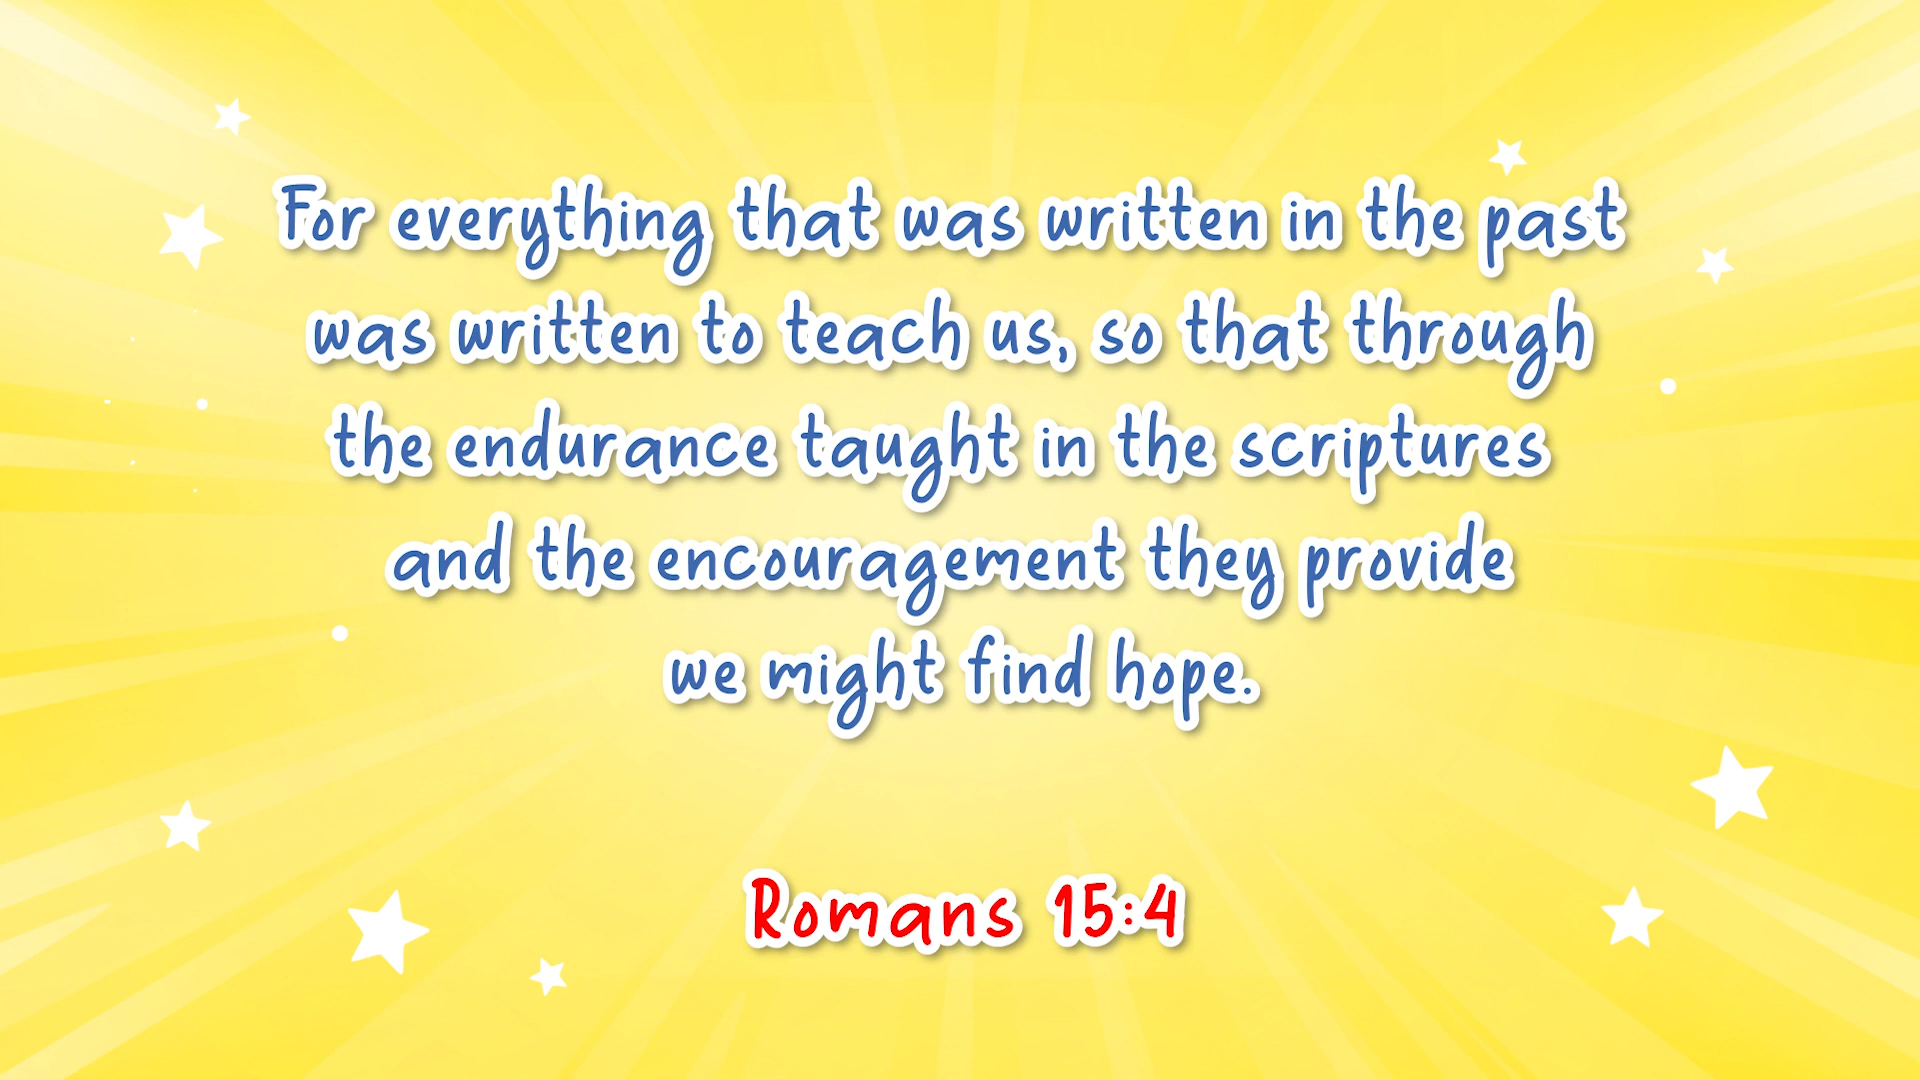 For everything that was written in the past
was written to teach us, so that through
the endurance taught in the scriptures
and the encouragement they provide
we might find hope.
Romans 15:4